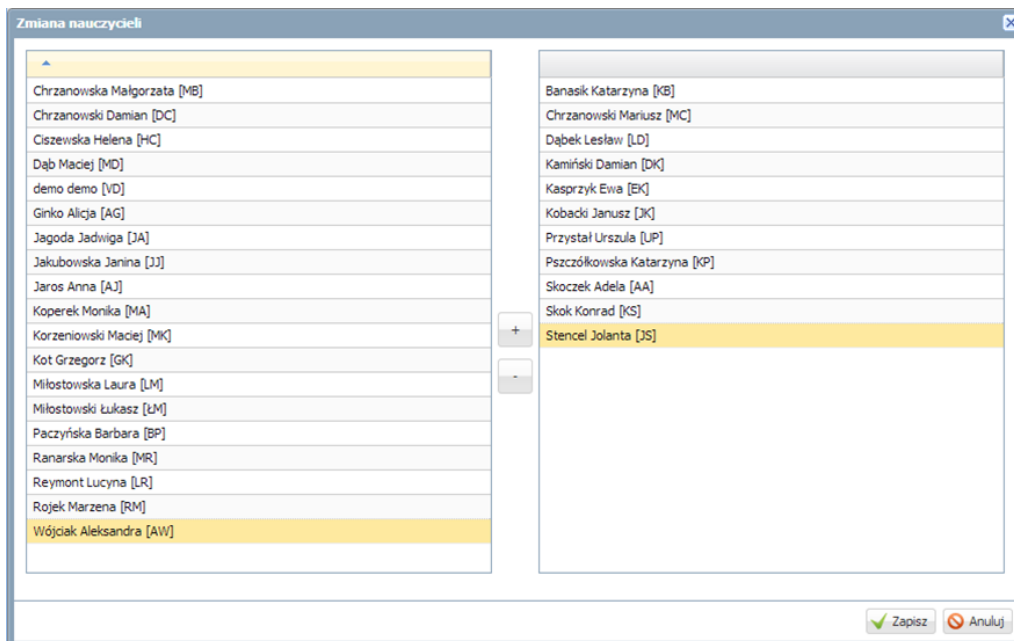 Zmiana nauczycieli
Chrzanowska Małgorzata [MB]
Chrzanowski Damian [DC]
Ciszewska Helena [HC]
Dąb Maciej [MD]
demo demo [VD]
Ginko Alicja [AG]
Jagoda Jadwiga [JA]
Jakubowska Janina [JJ]
Jaros Anna [AJ]
Koperek Monika [MA]
Korzeniowski Maciej [MK]
Kot Grzegorz [GK]
Miłostowska Laura [LM]
Miłostowski Łukasz [ŁM]
Paczyńska Barbara [BP]
Ranarska Monika [MR]
Reymont Lucyna [LR]
Rojek Marzena [RM]
Wójciak Aleksandra [AW]
+
-
Banasik Katarzyna [KB]
Chrzanowski Mariusz [MC]
Dąbek Lesław [LD]
Kamiński Damian [DK]
Kasprzyk Ewa [EK]
Kobacki Janusz [JK]
Przystał Urszula [UP]
Pszczółkowska Katarzyna [KP]
Skoczek Adela [AA]
Skok Konrad [KS]
Stencel Jolanta [JS]
Zapisz
Anuluj